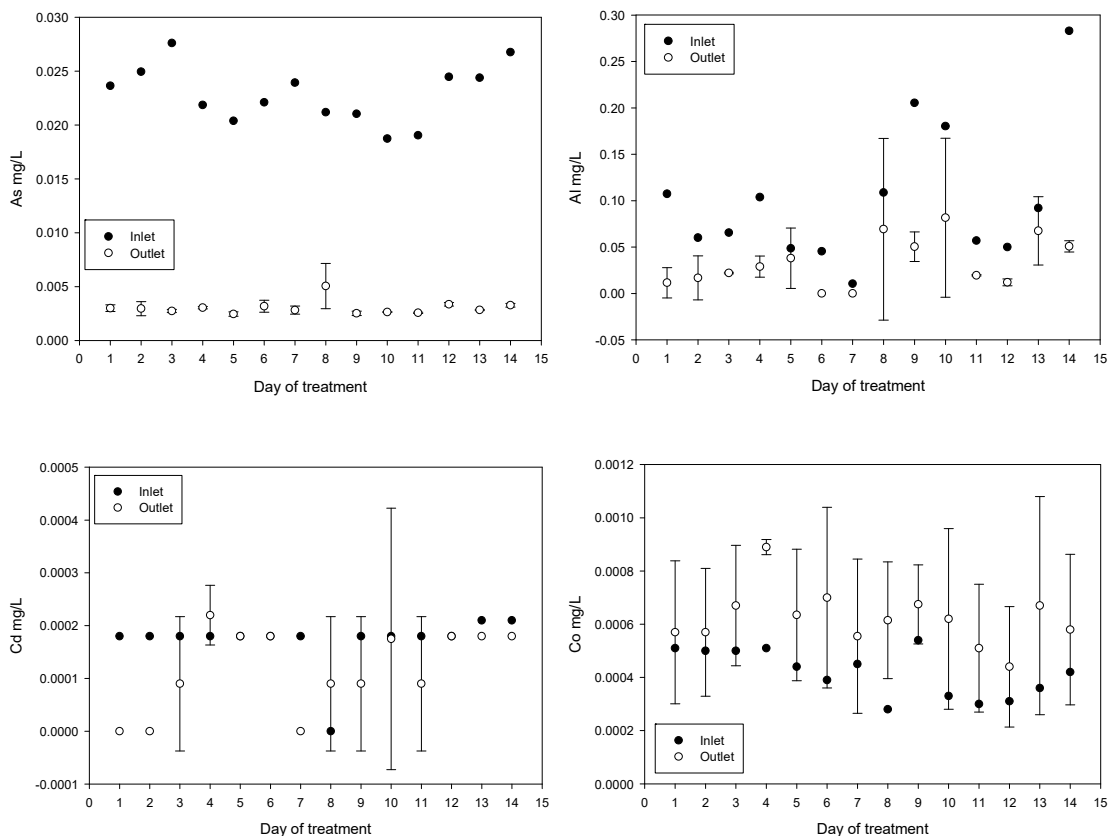 As mg/L
0.030
0.025
0.020
0.015
0.010
0.005
0.000
Inlet
Outlet
0 1 2 3 4 5 6 7 8 9 10 11 12 13 14 15
Day of treatment
Al mg/L
0.30
0.25
0.20
0.15
0.10
0.05
0.00
-0.05
Inlet
Outlet
0 1 2 3 4 5 6 7 8 9 10 11 12 13 14 15
Day of treatment
Cd mg/L
0.0005
0.0004
0.0003
0.0002
0.0001
0.0000
-0.0001
Inlet
Outlet
0 1 2 3 4 5 6 7 8 9 10 11 12 13 14 15
Day of treatment
Co mg/L
0.0012
0.0010
0.0008
0.0006
0.0004
0.0002
0.0000
Inlet
Outlet
0 1 2 3 4 5 6 7 8 9 10 11 12 13 14 15
Day of treatment